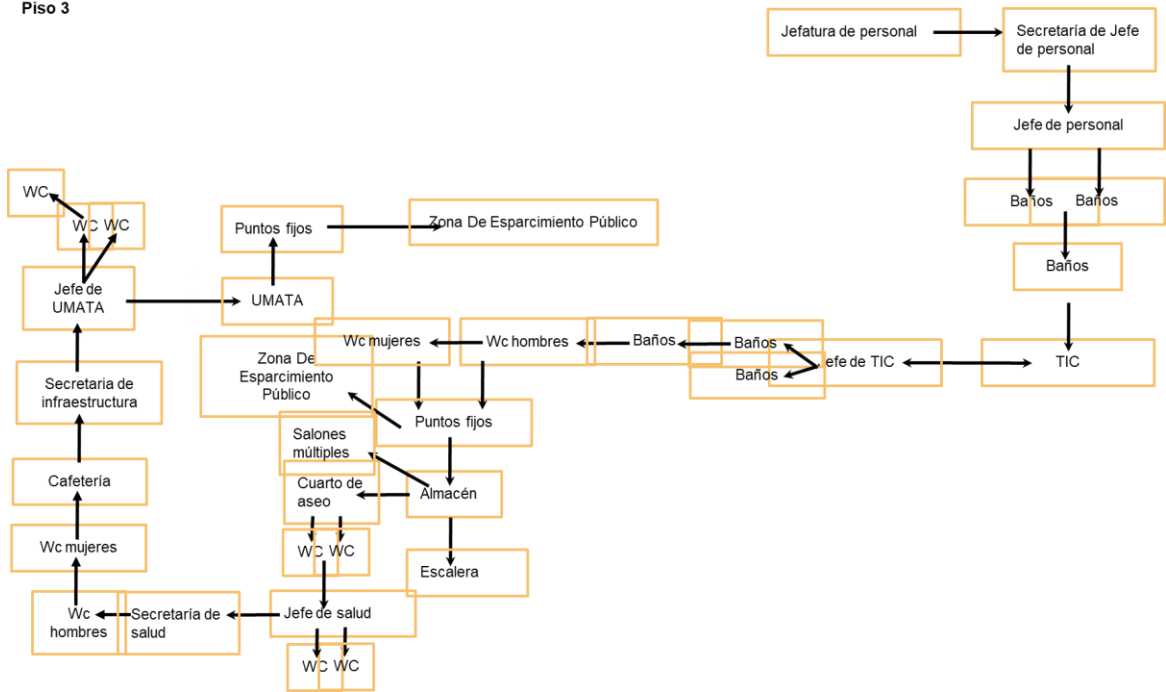 Piso 3
Jefatura de personal
Secretaría de Jefe
de personal
Jefe de personal
Baños
Baños
Baños
TIC
Jefe de TIC
Baños
Baños
Baños
Wc hombres
Wc mujeres
Puntos fijos
Zona De
Esparcimiento
Público
Almacén
Salones
múltiples
Cuarto de
aseo
Escalera
WC
WC
Jefe de salud
WC
WC
Secretaría de
salud
Wc
hombres
Wc mujeres
Cafetería
Secretaria de
infraestructura
Jefe de
UMATA
WC
WC
WC
UMATA
Puntos fijos
Zona De Esparcimiento Público